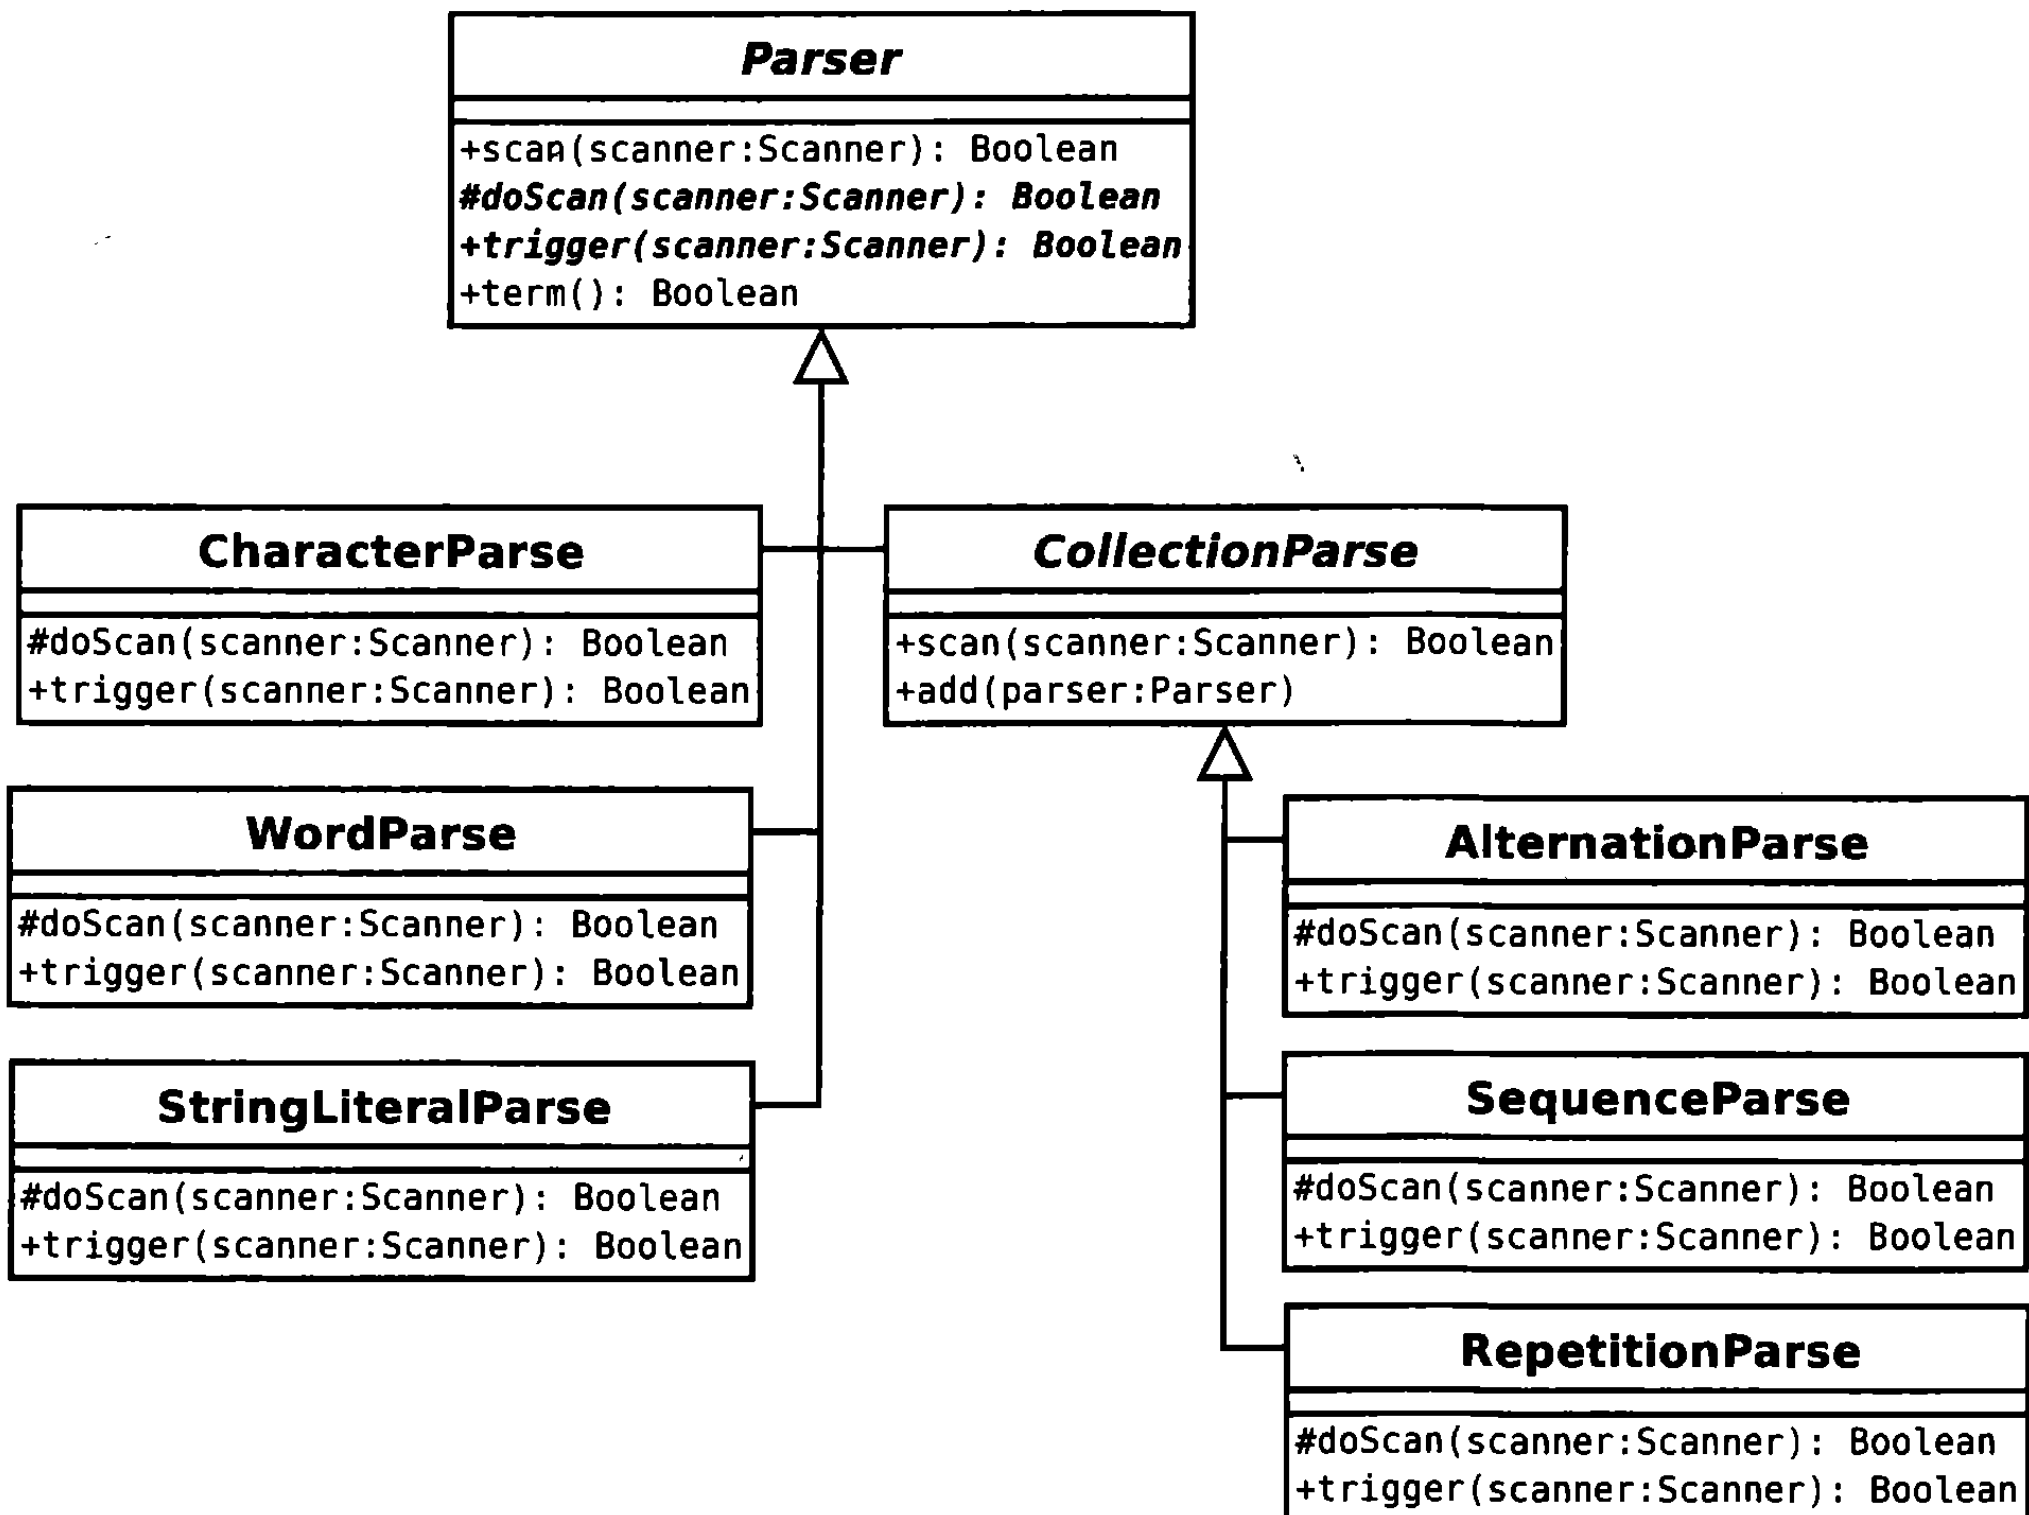 Parser
+scan(scanner:Scanner): Boolean
#doScan(scanner:Scanner): Boolean
+trigger(scanner:Scanner): Boolean
+term(): Boolean
CharacterParse
#doScan(scanner:Scanner): Boolean
+trigger(scanner:Scanner): Boolean
CollectionParse
+scan(scanner:Scanner): Boolean
+add(parser:Parser)
WordParse
#doScan(scanner:Scanner): Boolean
+trigger(scanner:Scanner): Boolean
AlternationParse
#doScan(scanner:Scanner): Boolean
+trigger(scanner:Scanner): Boolean
StringLiteralParse
#doScan(scanner:Scanner): Boolean
+trigger(scanner:Scanner): Boolean
SequenceParse
#doScan(scanner:Scanner): Boolean
+trigger(scanner:Scanner): Boolean
RepetitionParse
#doScan(scanner:Scanner): Boolean
+trigger(scanner:Scanner): Boolean